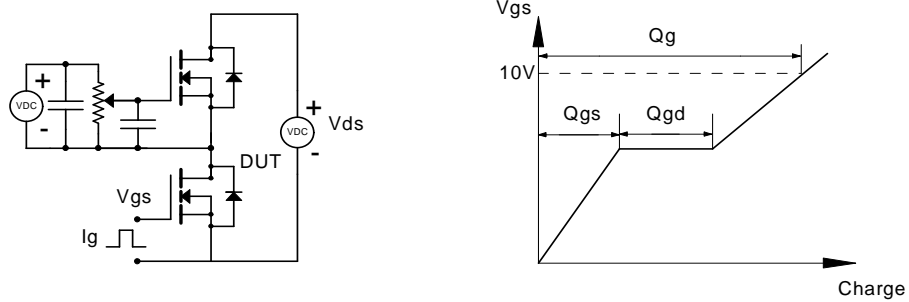 +
VDC
-
Vgs
Ig
DUT
+
VDC
Vds
-
Vgs
10V
Qg
Qgs
Qgd
Charge